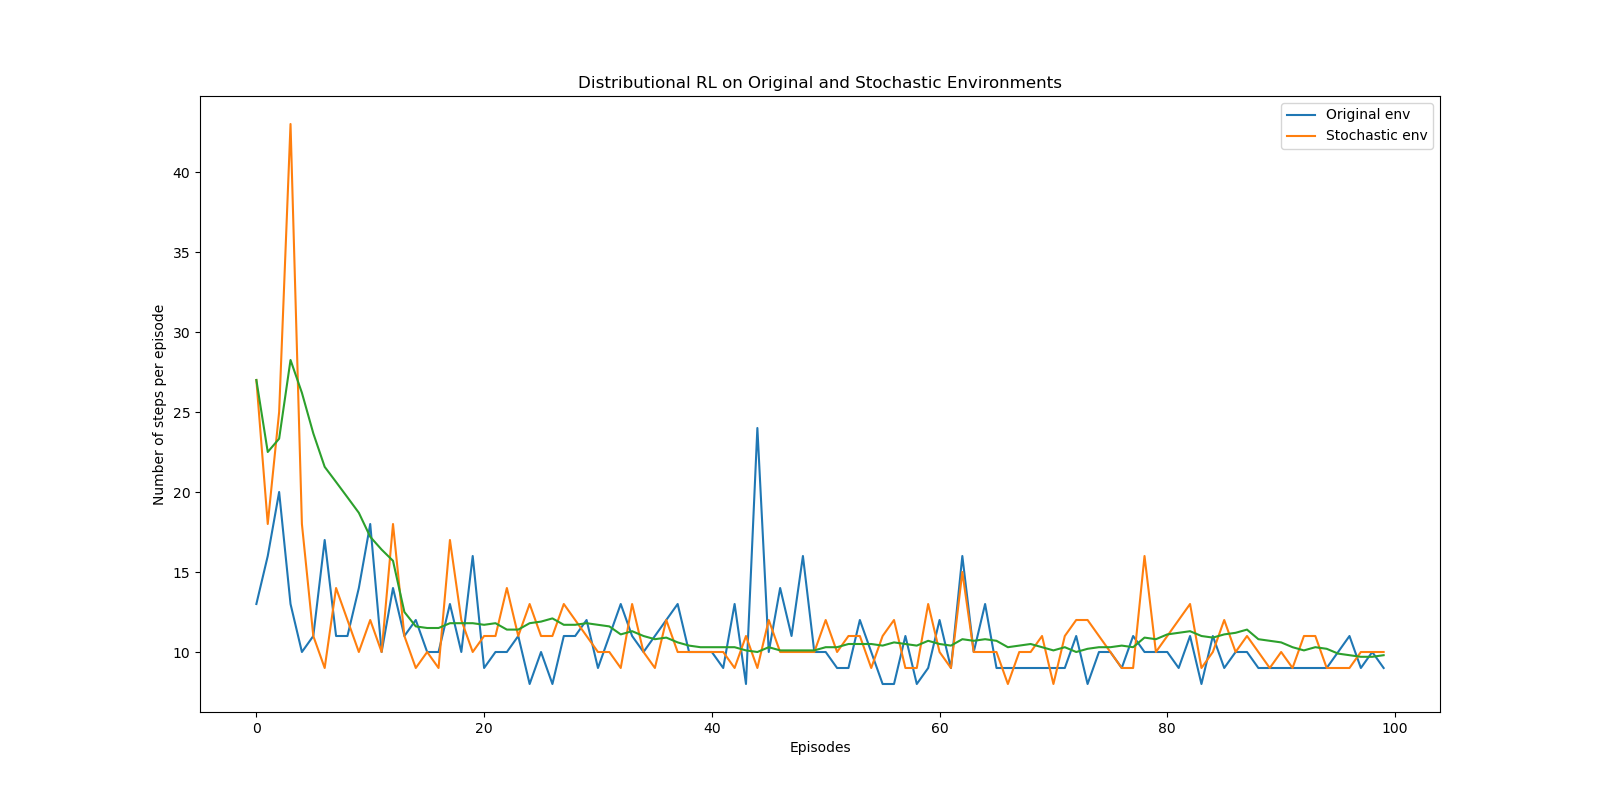 Distributional RL on Original and Stochastic Environments
Original env
Stochastic env
Number of steps per episode
40
35
30
25
20
15
10
0
20
40
60
80
100
Episodes